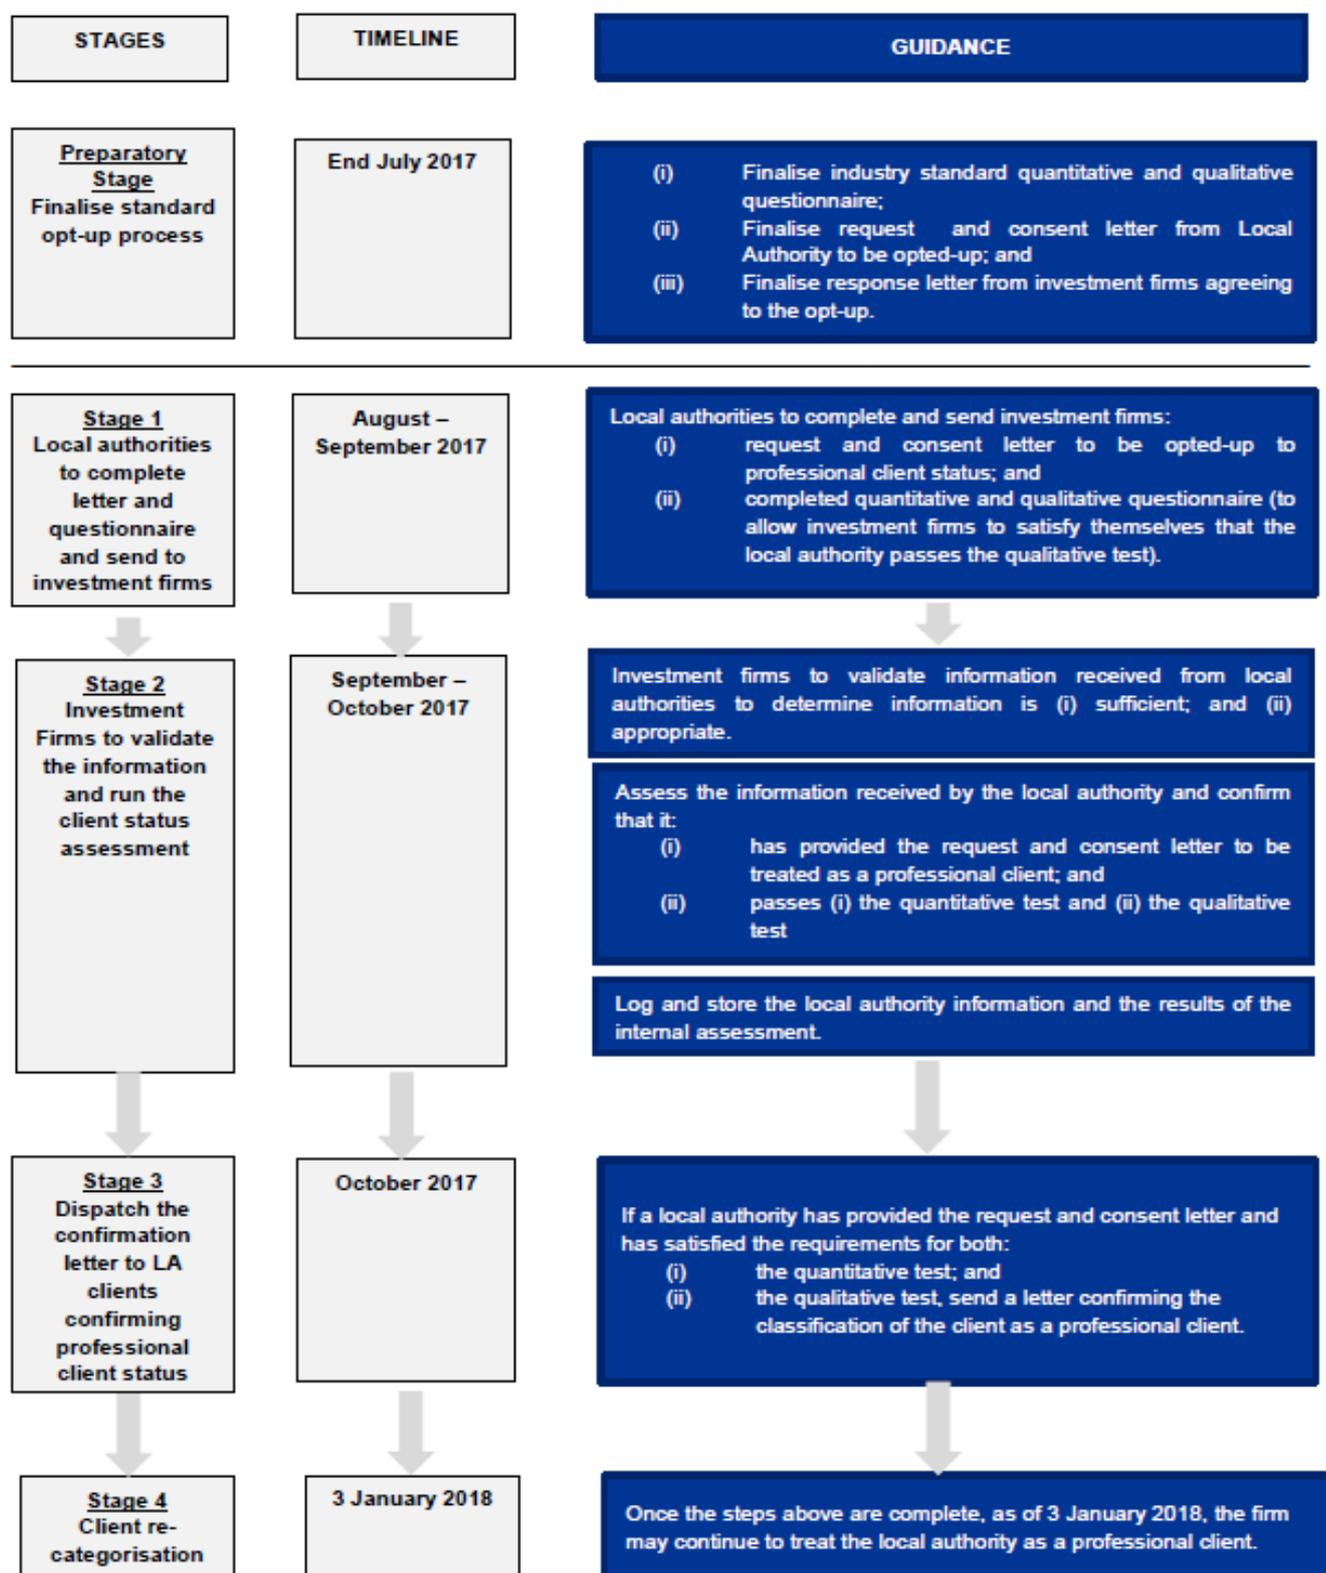 STAGES
TIMELINE
GUIDANCE
Preparatory
Stage
Finalise standard
opt-up process
End July 2017
(i) Finalise industry standard quantitative and qualitative
questionnaire;
(ii) Finalise request and consent letter from Local
Authority to be opted-up; and
(iii) Finalise response letter from investment firms agreeing
to the opt-up.
Stage 1
Local authorities
to complete
letter and
questionnaire
and send to
investment firms
August –
September 2017
Local authorities to complete and send investment firms:
(i) request and consent letter to be opted-up to
professional client status; and
(ii) completed quantitative and qualitative questionnaire (to
allow investment firms to satisfy themselves that the
local authority passes the qualitative test).
Stage 2
Investment
Firms to validate
the information
and run the
client status
assessment
September –
October 2017
Investment firms to validate information received from local
authorities to determine information is (i) sufficient; and (ii)
appropriate.
Assess the information received by the local authority and confirm
that it:
(i) has provided the request and consent letter to be
treated as a professional client; and
(ii) passes (i) the quantitative test and (ii) the qualitative
test
Log and store the local authority information and the results of the
internal assessment.
Stage 3
Dispatch the
confirmation
letter to LA
clients
confirming
professional
client status
October 2017
If a local authority has provided the request and consent letter and
has satisfied the requirements for both:
(i) the quantitative test; and
(ii) the qualitative test, send a letter confirming the
classification of the client as a professional client.
Stage 4
Client re-
categorisation
3 January 2018
Once the steps above are complete, as of 3 January 2018, the firm
may continue to treat the local authority as a professional client.